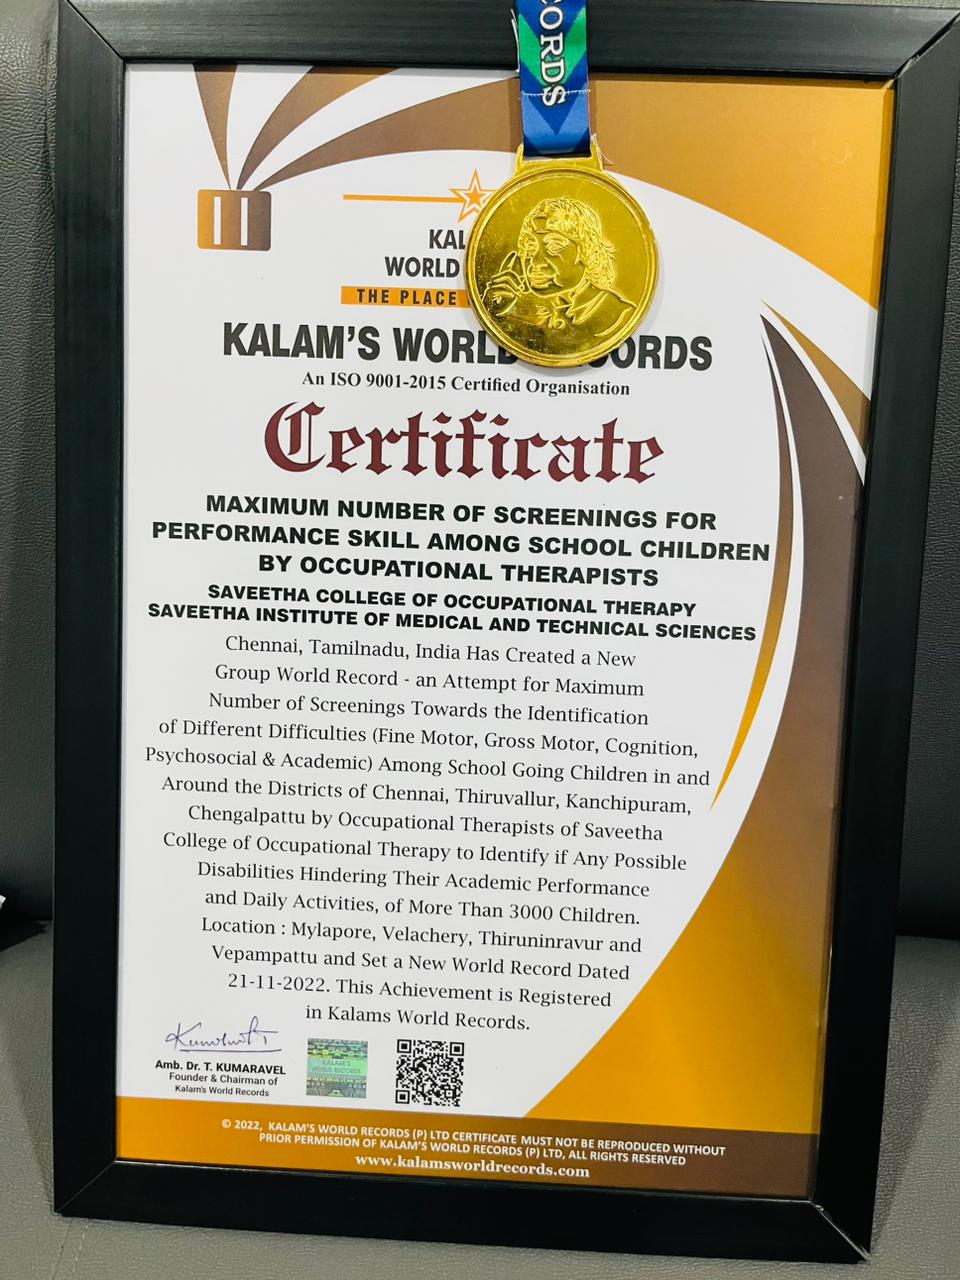 CORDS
KAL
WORLD
THE PLACE
KALAM'S WORLD ORDS
An ISO 9001-2015 Certified Organisation
Certificate
MAXIMUM NUMBER OF SCREENINGS FOR
PERFORMANCE SKILL AMONG SCHOOL CHILDREN
BY OCCUPATIONAL THERAPISTS
SAVEETHA COLLEGE OF OCCUPATIONAL THERAPY
SAVEETHA INSTITUTE OF MEDICAL AND TECHNICAL SCIENCES
Chennai, Tamilnadu, India Has Created a New
Group World Record - an Attempt for Maximum
Number of Screenings Towards the Identification
of Different Difficulties (Fine Motor, Gross Motor, Cognition,
Psychosocial & Academic) Among School Going Children in and
Around the Districts of Chennai, Thiruvallur, Kanchipuram,
Chengalpattu by Occupational Therapists of Saveetha
College of Occupational Therapy to Identify if Any Possible
Disabilities Hindering Their Academic Performance
and Daily Activities, of More Than 3000 Children.
Location : Mylapore, Velachery, Thiruninravur and
Vepampattu and Set a New World Record Dated
21-11-2022. This Achievement is Registered
in Kalams World Records.
Amb. Dr. T. KUMARAVEL
Founder & Chairman of
Kalam's World Records
KALAM'S
WORLD RECORDS
© 2022, KALAM'S WORLD RECORDS (P) LTD CERTIFICATE MUST NOT BE REPRODUCED WITHOUT
PRIOR PERMISSION OF KALAM'S WORLD RECORDS (P) LTD, ALL RIGHTS RESERVED
www.kalamsworldrecords.com